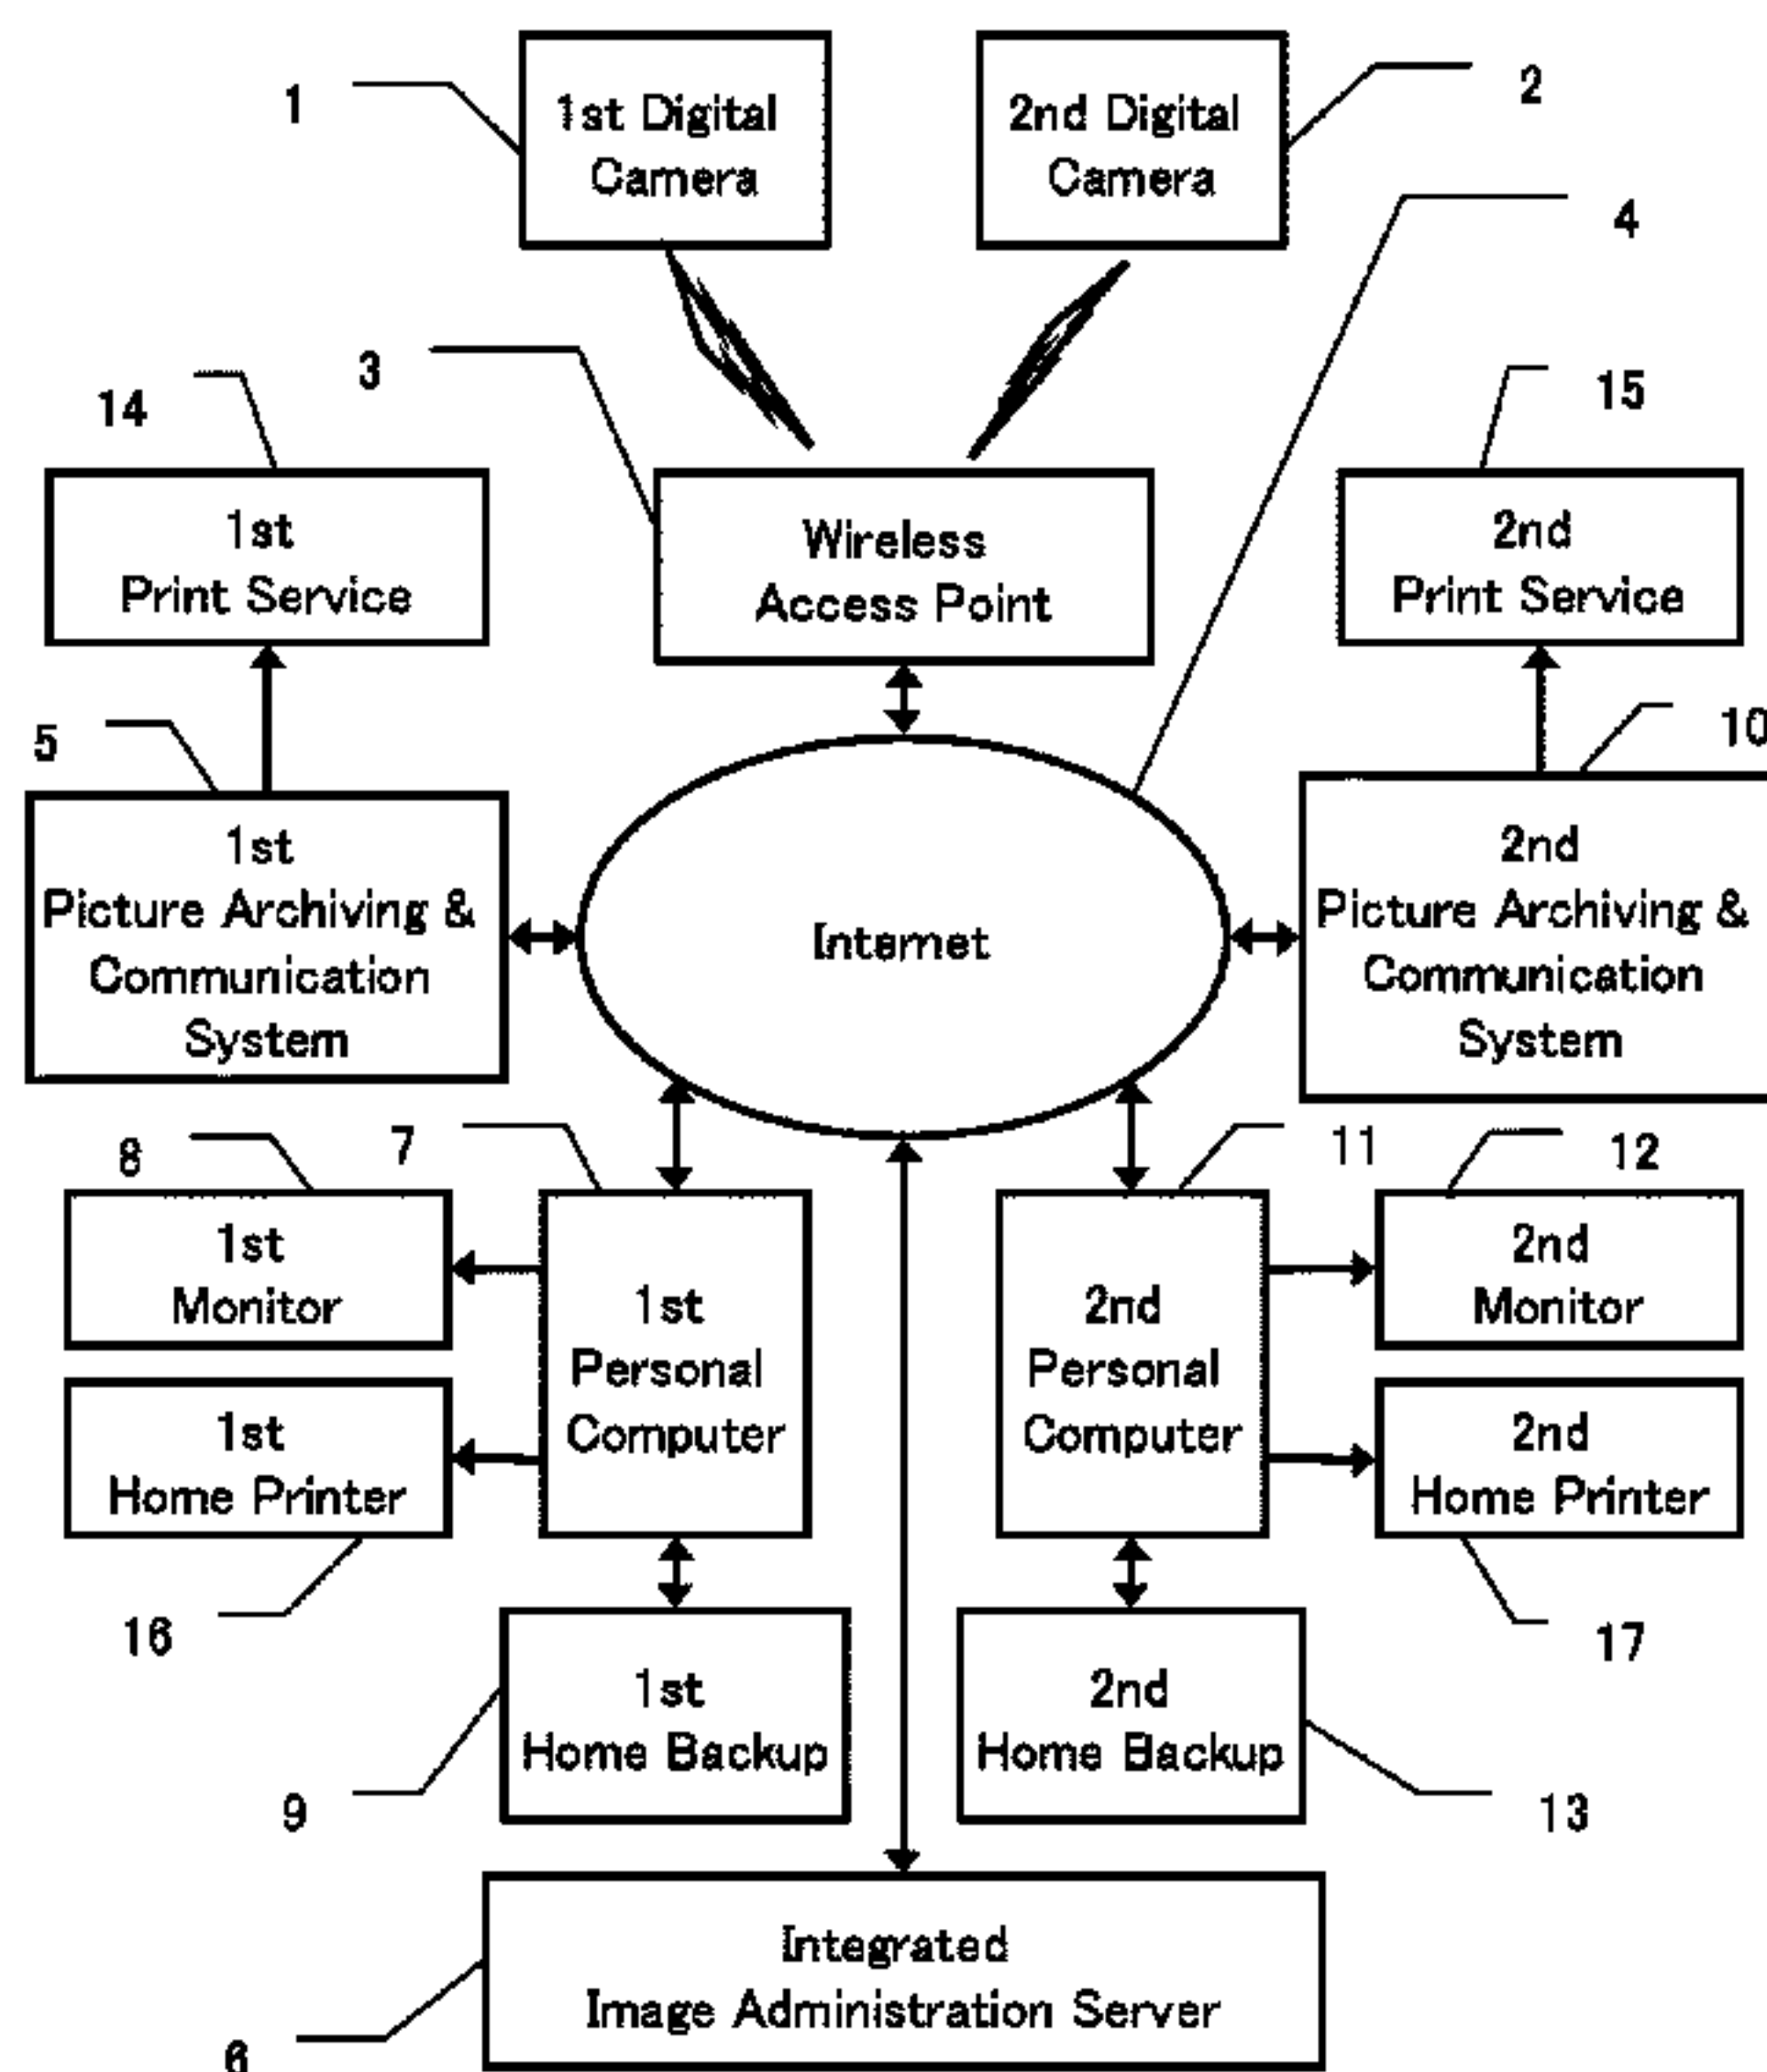 1
1st Digital
Camera
2nd Digital
Camera
2
4
3
14
15
1st
Print Service
Wireless
Access Point
2nd
Print Service
5
10
1st
Picture Archiving &
Communication
System
Internet
2nd
Picture Archiving &
Communication
System
8
7
11
12
1st
Monitor
1st
Personal
Computer
2nd
Personal
Computer
2nd
Monitor
1st
Home Printer
2nd
Home Printer
16
17
1st
Home Backup
2nd
Home Backup
9
13
Integrated
Image Administration Server
6